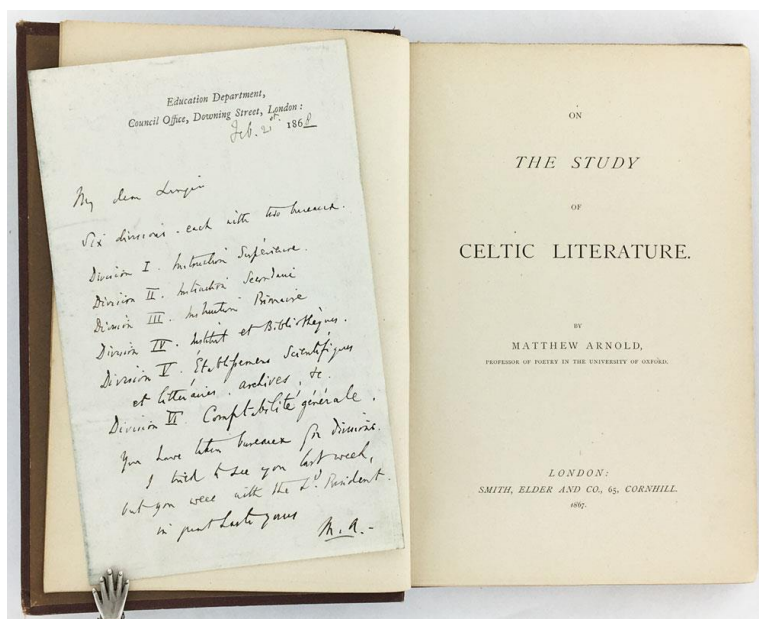 Education Department,
Council Office, Downing Street, London:
Feb. 21st. 1868
My dear Lingen
Six divisions. each with two bureaux.
Division I. Instruction Supérieure.
Division II. Instruction Secondaire
Division III. Instruction Primaire
Division IV. Institut et Bibliothèques.
Division V. Établissemens Scientifiques
et littéraires. archives, &c.
Division VI Comptabilité générale.
You have taken bureaux for divisions.
I tried to see you last week,
but you were with the Ld. President.
in great haste yours
M. A.-
ON
THE STUDY
OF
CELTIC LITERATURE.
BY
MATTHEW ARNOLD,
PROFESSOR OF POETRY IN THE UNIVERSITY OF OXFORD.
LONDON:
SMITH, ELDER AND CO., 65, CORNHILL.
1867.